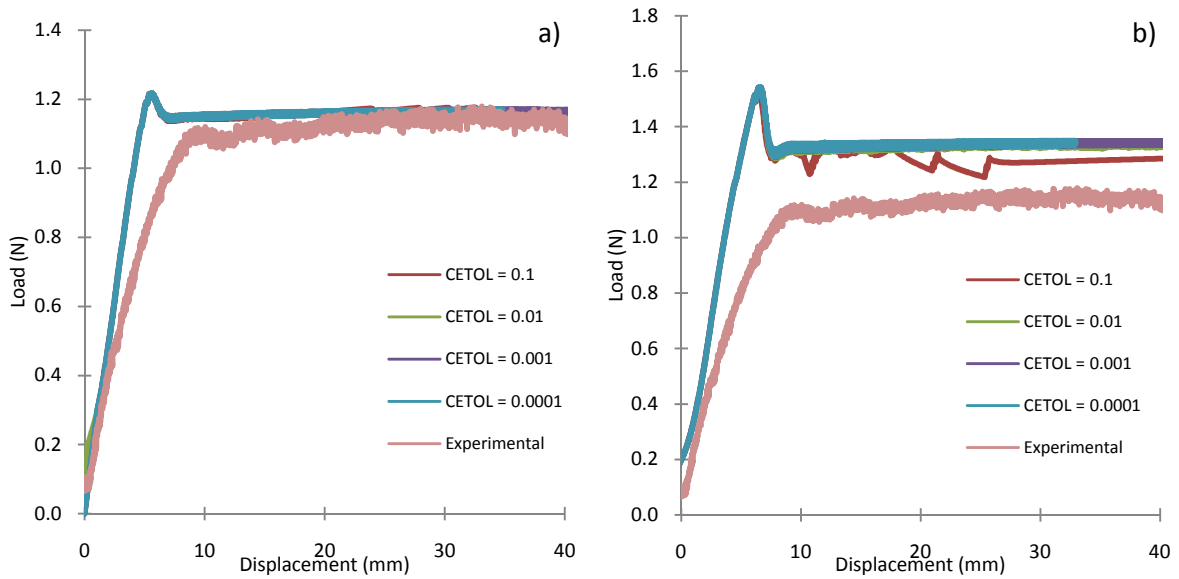 a)
1.4
1.2
1.0
0.8
0.6
0.4
0.2
0.0
Load (N)
CETOL = 0.1
CETOL = 0.01
CETOL = 0.001
CETOL = 0.0001
Experimental
0 10 20 30 40
Displacement (mm)
b)
1.8
1.6
1.4
1.2
1.0
0.8
0.6
0.4
0.2
0.0
Load (N)
CETOL = 0.1
CETOL = 0.01
CETOL = 0.001
CETOL = 0.0001
Experimental
0 10 20 30 40
Displacement (mm)